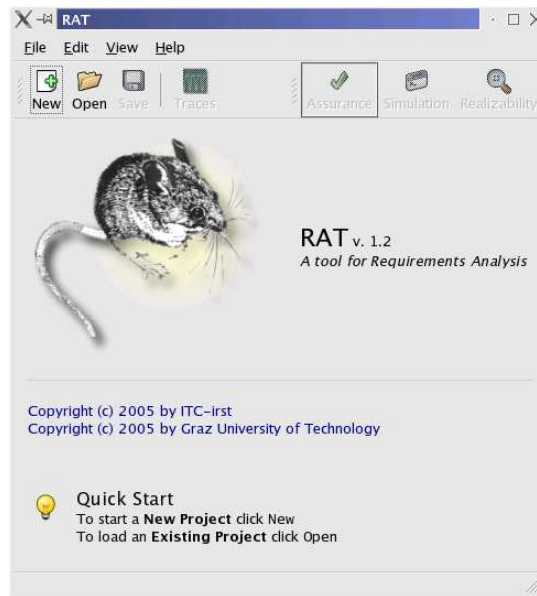 RAT
File Edit View Help
New Open Save Traces Assurance Simulation Realizability
RAT v. 1.2
A tool for Requirements Analysis
Copyright (c) 2005 by ITC-irst
Copyright (c) 2005 by Graz University of Technology
Quick Start
To start a New Project click New
To load an Existing Project click Open